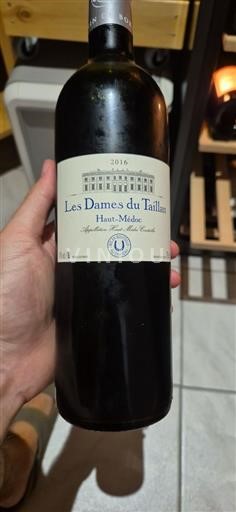 2016
Les Dames du Taillan
Haut-Médoc
Appellation Haut-Médoc Contrôlée